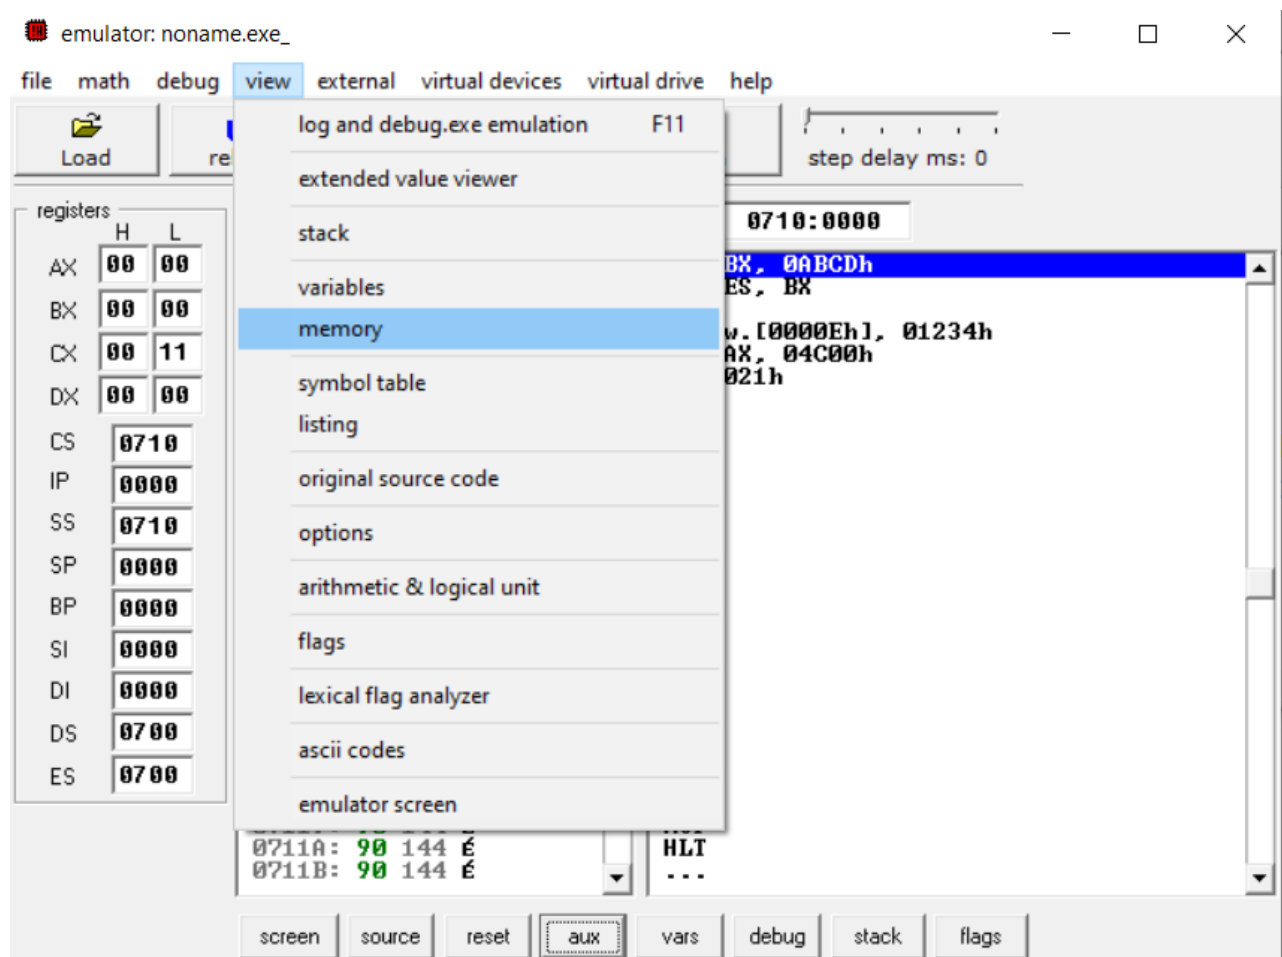 emulator: noname.exe_
file math debug view external virtual devices virtual drive help
Load
re
step delay ms: 0
log and debug.exe emulation F11
extended value viewer
stack
variables
memory
symbol table
listing
original source code
options
arithmetic & logical unit
flags
lexical flag analyzer
ascii codes
emulator screen
registers
H L
AX 00 00
BX 00 00
CX 00 11
DX 00 00
CS 0710
IP 0000
SS 0710
SP 0000
BP 0000
SI 0000
DI 0000
DS 0700
ES 0700
0710:0000
BX, 0ABCDh
ES, BX
w.[0000Eh], 01234h
AX, 04C00h
021h
0711A: 90 144 É
0711B: 90 144 É
HLT
...
screen source reset aux vars debug stack flags